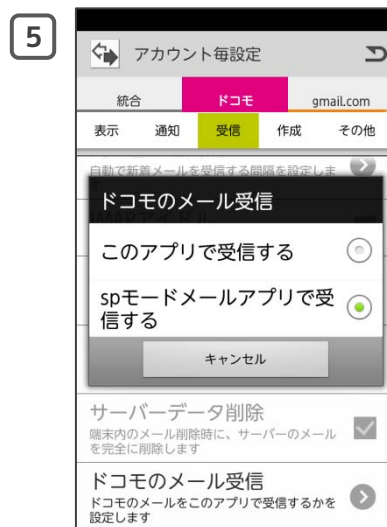 5
アカウント毎設定
統合 ドコモ gmail.com
表示 通知 受信 作成 その他
自動で新着メールを受信する間隔を設定しま
ドコモのメール受信
このアプリで受信する
spモードメールアプリで受
信する
キャンセル
サーバーデータ削除
端末内のメール削除時に、サーバーのメール
を完全に削除します
ドコモのメール受信
ドコモのメールをこのアプリで受信するかを
設定します